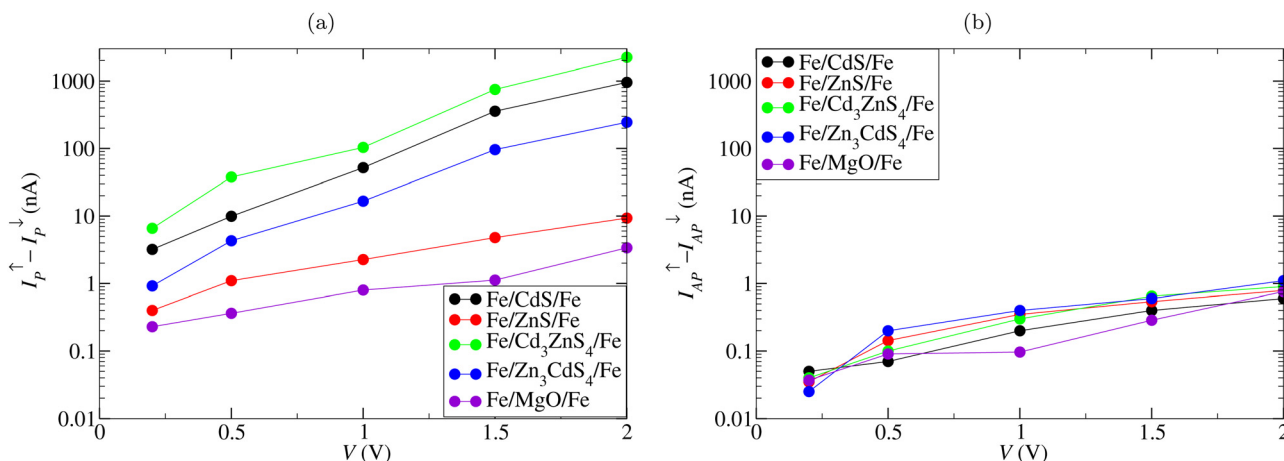 (a)
1000
100
10
1
0.1
0.01
0
0.5
1
1.5
2
V (V)
I_P^↑ − I_P^↓ (nA)
Fe/CdS/Fe
Fe/ZnS/Fe
Fe/Cd₃ZnS₄/Fe
Fe/Zn₃CdS₄/Fe
Fe/MgO/Fe
(b)
1000
100
10
1
0.1
0.01
0
0.5
1
1.5
2
V (V)
I_AP^↑ − I_AP^↓ (nA)
Fe/CdS/Fe
Fe/ZnS/Fe
Fe/Cd₃ZnS₄/Fe
Fe/Zn₃CdS₄/Fe
Fe/MgO/Fe